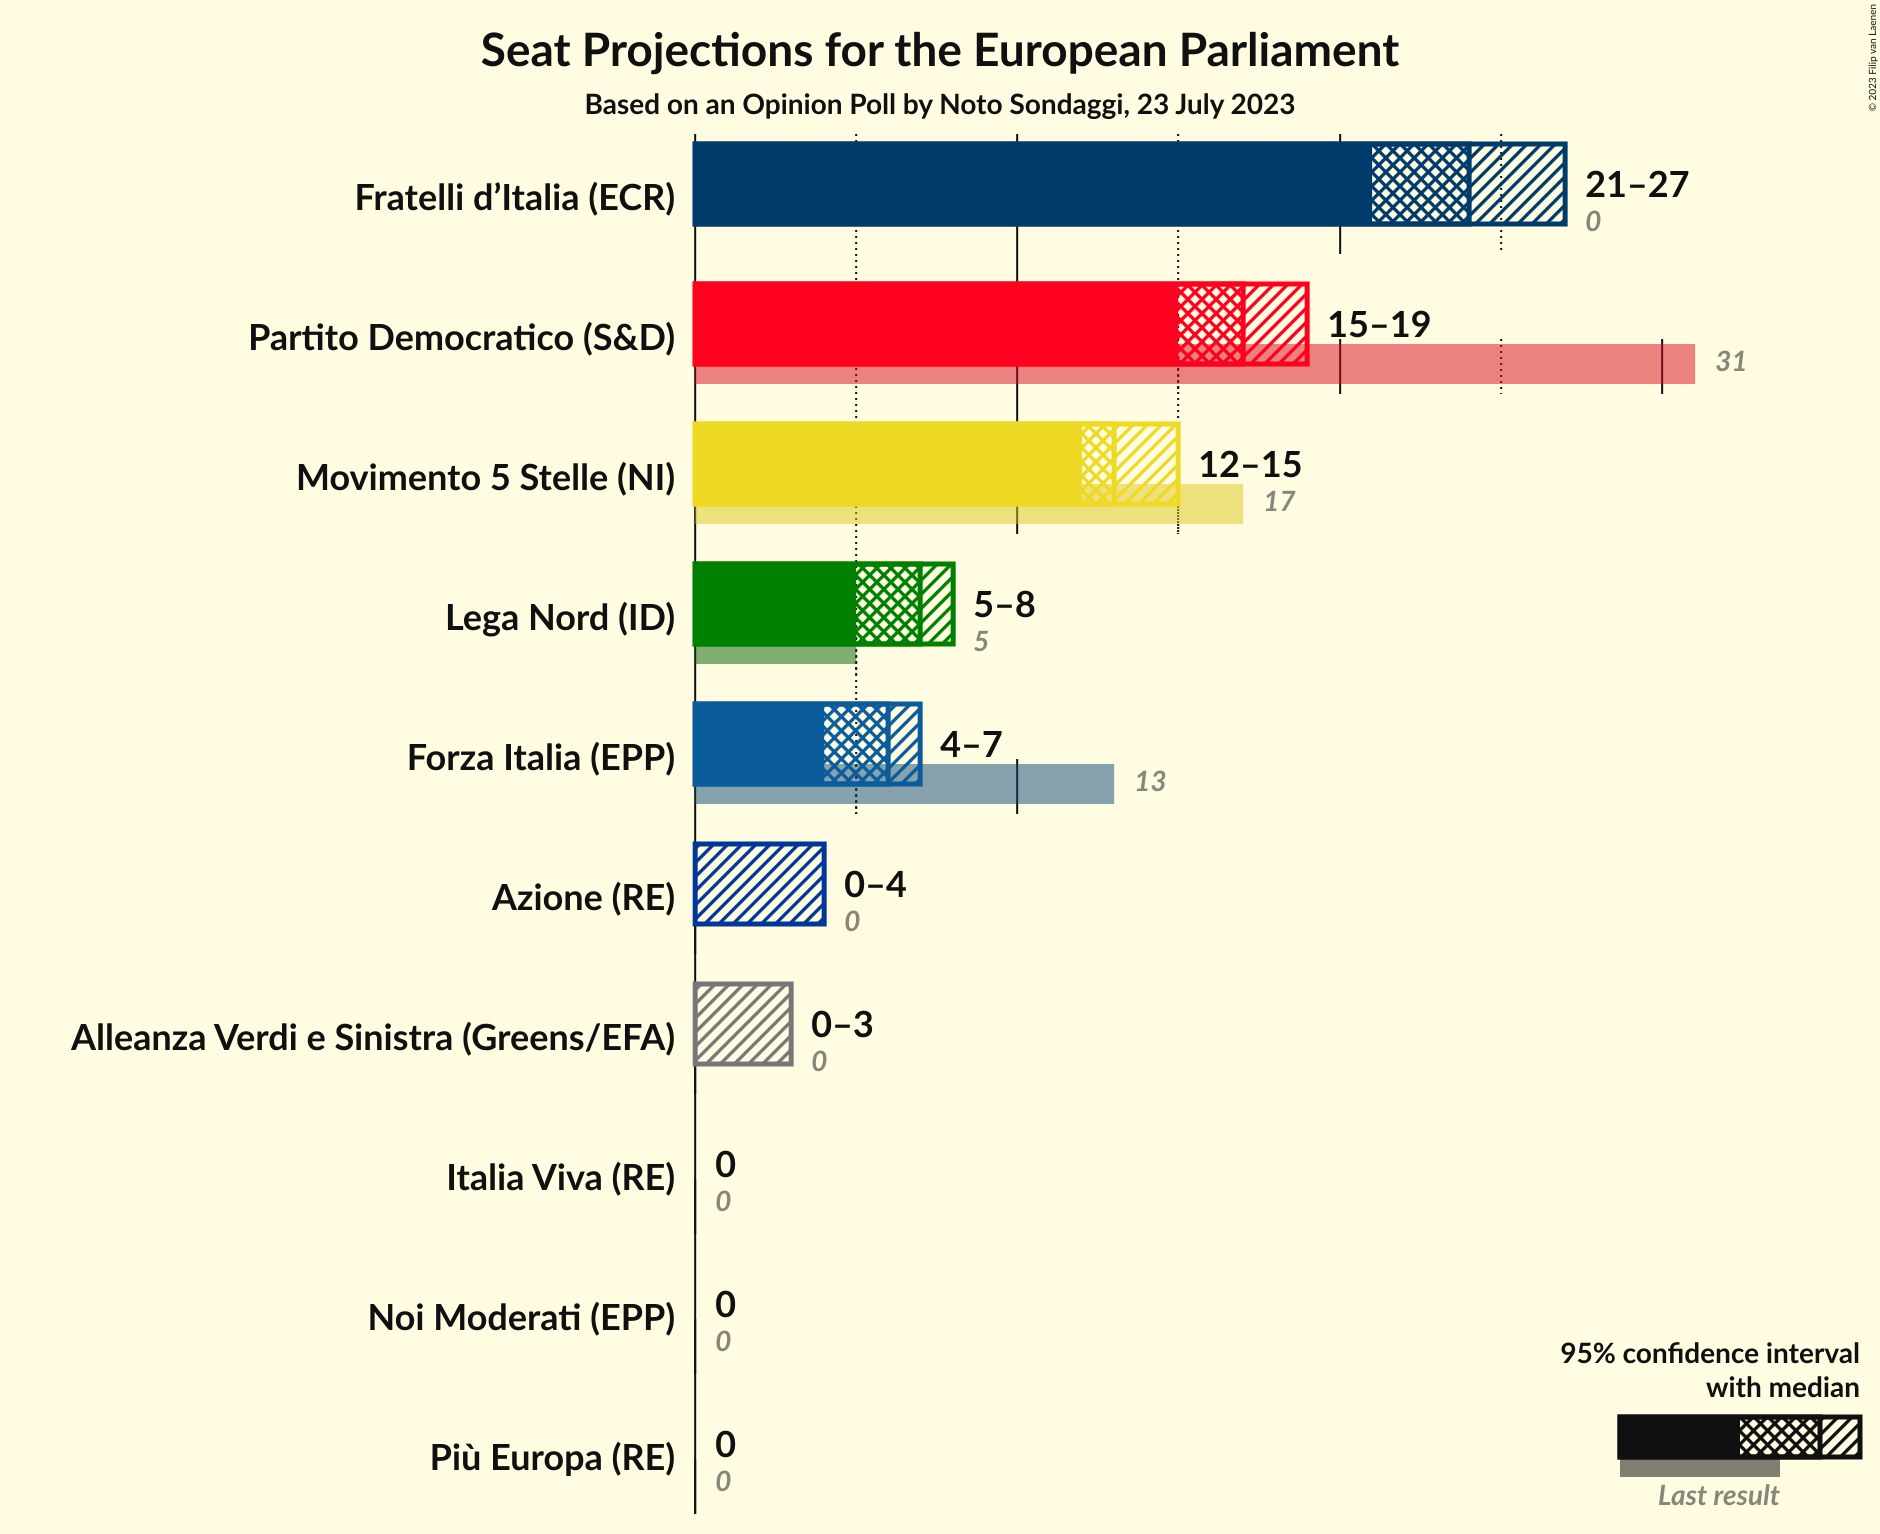 Seat Projections for the European Parliament
Based on an Opinion Poll by Noto Sondaggi, 23 July 2023
© 2023 Filip van Laenen
Fratelli d’Italia (ECR)
21–27
0
Partito Democratico (S&D)
15–19
31
Movimento 5 Stelle (NI)
12–15
17
Lega Nord (ID)
5–8
5
Forza Italia (EPP)
4–7
13
Azione (RE)
0–4
0
Alleanza Verdi e Sinistra (Greens/EFA)
0–3
0
Italia Viva (RE)
0
0
Noi Moderati (EPP)
0
0
Più Europa (RE)
0
0
95% confidence interval
with median
Last result